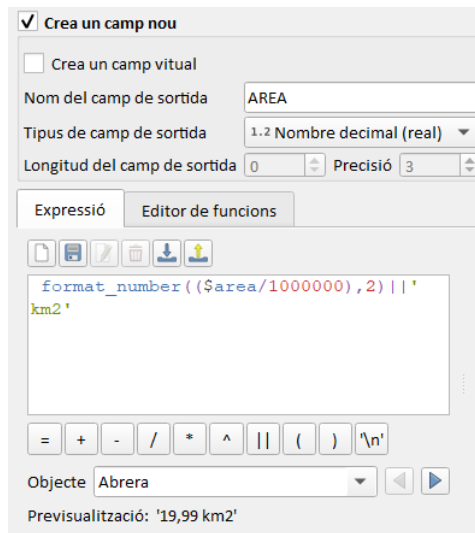 Crea un camp nou
Crea un camp vitual
Nom del camp de sortida AREA
Tipus de camp de sortida 1.2 Nombre decimal (real)
Longitud del camp de sortida 0 Precisió 3
Expressió Editor de funcions
format_number(($area/1000000),2)||'
km2'
= + - / * ^ || ( ) '\n'
Objecte Abrera
Previsualització: '19,99 km2'